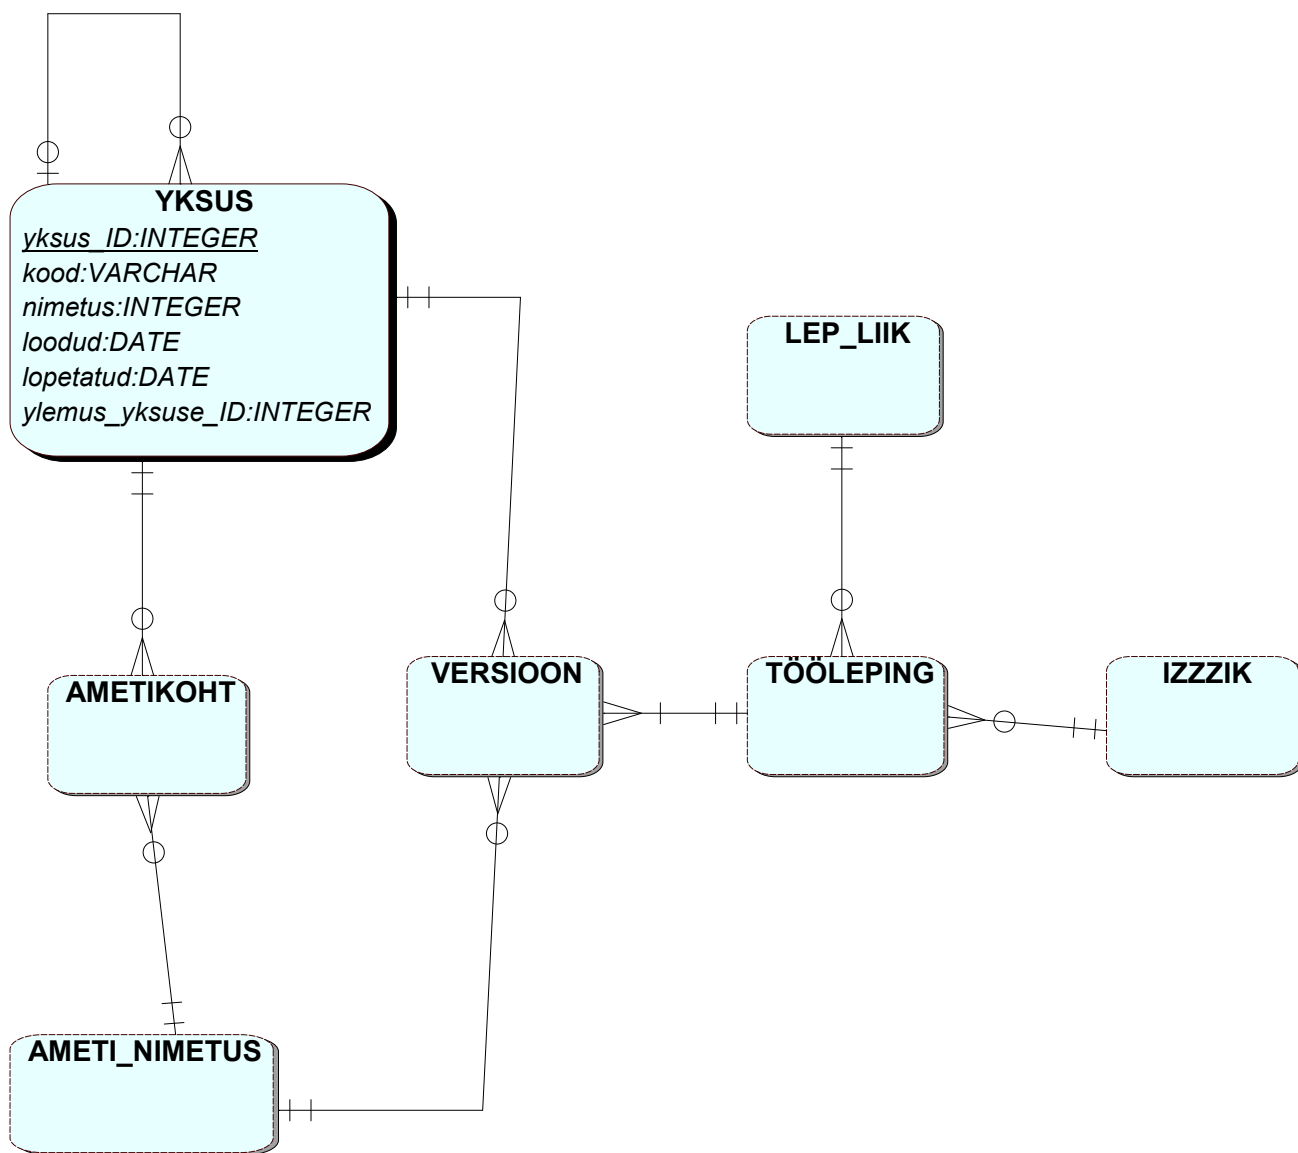 YKSUS
yksus_ID:INTEGER
kood:VARCHAR
nimetus:INTEGER
loodud:DATE
lopetatud:DATE
ylemus_yksuse_ID:INTEGER
LEP_LIIK
AMETIKOHT
VERSIOON
TÖÖLEPING
IZZZIK
AMETI_NIMETUS